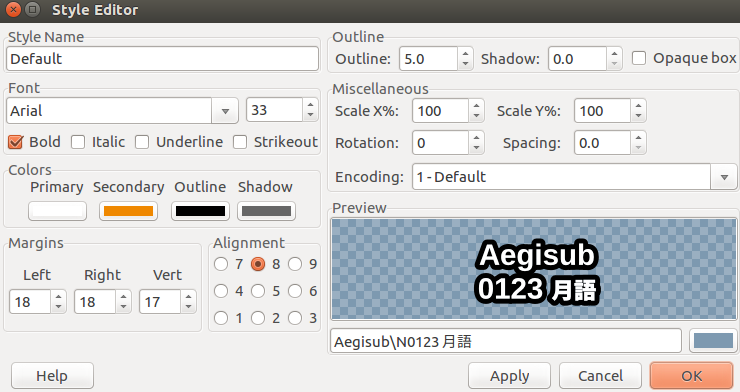 Style Editor
Style Name
Default
Font
Arial 33
Bold Italic Underline Strikeout
Colors
Primary Secondary Outline Shadow
Margins
Left Right Vert
18 18 17
Alignment
7 8 9
4 5 6
1 2 3
Outline
Outline: 5.0 Shadow: 0.0 Opaque box
Miscellaneous
Scale X%: 100 Scale Y%: 100
Rotation: 0 Spacing: 0.0
Encoding: 1 - Default
Preview
Aegisub
0123 月語
Aegisub\N0123 月語
Help Apply Cancel OK